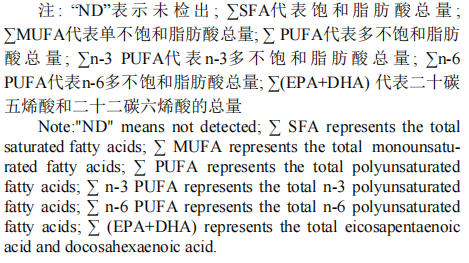 注: “ND”表示未检出; ∑SFA代表饱和脂肪酸总量;
∑MUFA代表单不饱和脂肪酸总量; ∑ PUFA代表多不饱和脂肪
酸总量; ∑n-3 PUFA代表n-3多不饱和脂肪酸总量; ∑n-6
PUFA代表n-6多不饱和脂肪酸总量; ∑(EPA+DHA) 代表二十碳
五烯酸和二十二碳六烯酸的总量
Note:"ND" means not detected; ∑ SFA represents the total
saturated fatty acids; ∑ MUFA represents the total monounsatu-
rated fatty acids; ∑ PUFA represents the total polyunsaturated
fatty acids; ∑ n-3 PUFA represents the total n-3 polyunsaturated
fatty acids; ∑ n-6 PUFA represents the total n-6 polyunsaturated
fatty acids; ∑ (EPA+DHA) represents the total eicosapentaenoic
acid and docosahexaenoic acid.